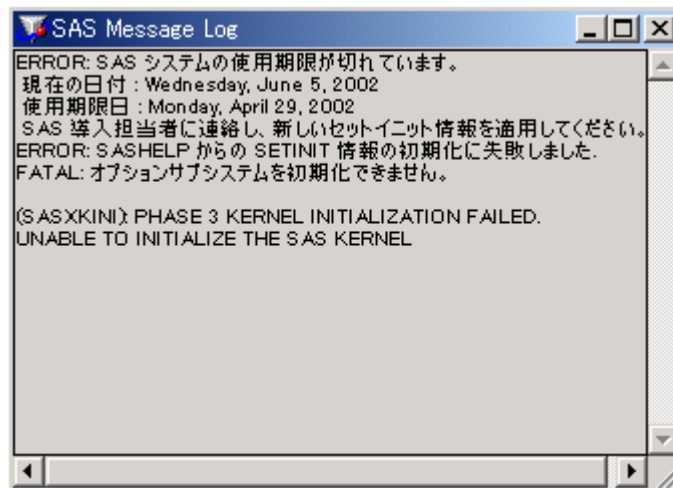 SAS Message Log
ERROR: SAS システムの使用期限が切れています。
現在の日付 : Wednesday, June 5, 2002
使用期限日 : Monday, April 29, 2002
SAS 導入担当者に連絡し、新しいセットイニット情報を適用してください。
ERROR: SASHELP からの SETINIT 情報の初期化に失敗しました.
FATAL: オプションサブシステムを初期化できません。
(SASXKINI): PHASE 3 KERNEL INITIALIZATION FAILED.
UNABLE TO INITIALIZE THE SAS KERNEL